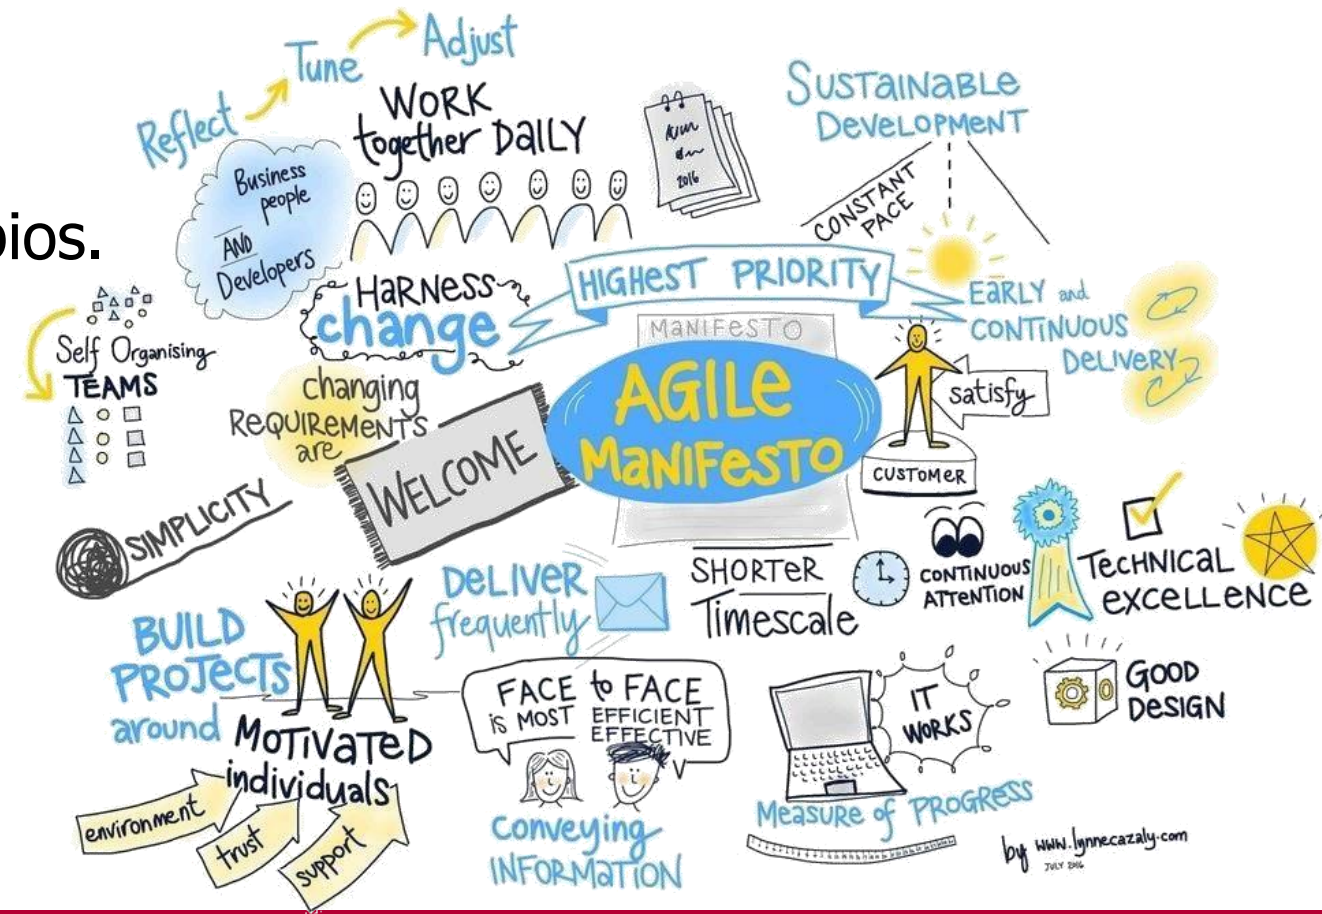 Reflect
Tune
Adjust
WORK
together DaILY
Business
people
AND
Developers
2016
SUSTaINaBLE
DEVELOPMENT
CONSTANT
PACE
bios.
HIGHEST PRIORITY
HaRNESS
change
EaRLY and
CONTINUOUS
DELIVERY
Self Organising
TEAMS
MaNIFeSTO
AGILe
MaNIFeSTO
satisfy
CUSTOMER
changing
REQUIREMENTS
are
WELCOME
SIMPLICITY
DeLIVER
frequently
SHORTeR
Timescale
CONTINUOUS
ATTENTION
TECHNICAL
eXCeLLeNCe
BUILD
PROJeCTS
around
MOTIVaTeD
individuals
environment
trust
support
FACE to FACE
is MOST EFFICIENT
EFFECTIVE
Conveying
INFORMaTION
IT
WORKS
Measure of PROGRESS
GOOD
DeSIGN
by www.lynnecazaly.com
JULY 2016